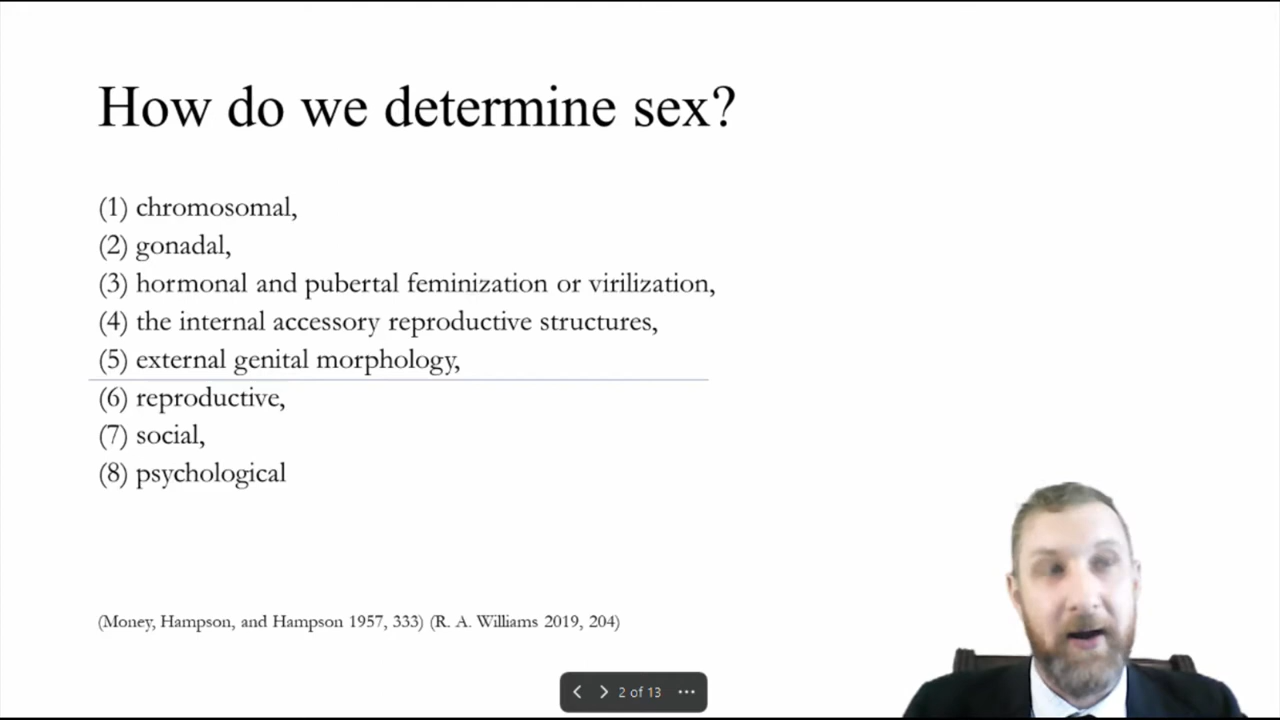 How do we determine sex?
(1) chromosomal,
(2) gonadal,
(3) hormonal and pubertal feminization or virilization,
(4) the internal accessory reproductive structures,
(5) external genital morphology,
(6) reproductive,
(7) social,
(8) psychological
(Money, Hampson, and Hampson 1957, 333) (R. A. Williams 2019, 204)
2 of 13